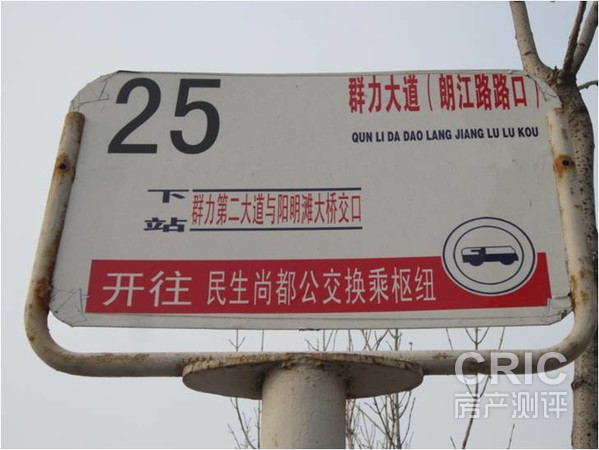 25
群力大道（朗江路路口）
QUN LI DA DAO LANG JIANG LU LU KOU
下站
群力第二大道与阳明滩大桥交口
开往 民生尚都公交换乘枢纽
CRIC
房产测评